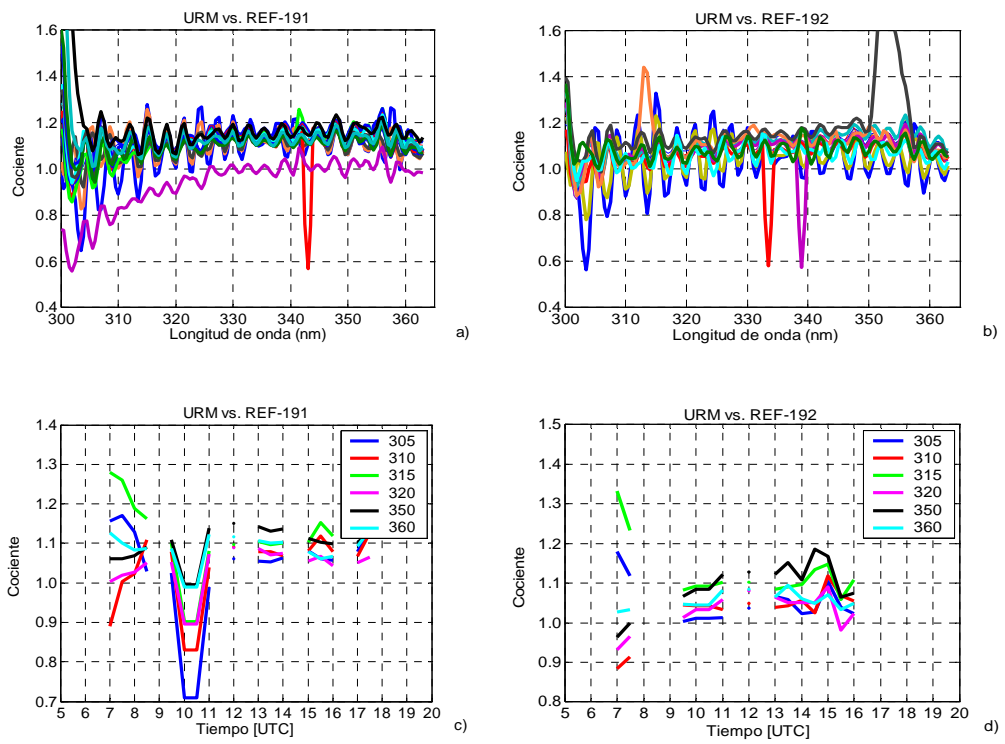 URM vs. REF-191
1.6
1.4
1.2
1.0
0.8
0.6
0.4
Cociente
300 310 320 330 340 350 360
Longitud de onda (nm)
a)
URM vs. REF-192
1.6
1.4
1.2
1.0
0.8
0.6
0.4
Cociente
300 310 320 330 340 350 360
Longitud de onda (nm)
b)
URM vs. REF-191
1.4
1.3
1.2
1.1
1.0
0.9
0.8
0.7
Cociente
305
310
315
320
350
360
5 6 7 8 9 10 11 12 13 14 15 16 17 18 19 20
Tiempo [UTC]
c)
URM vs. REF-192
1.5
1.4
1.3
1.2
1.1
1.0
0.9
0.8
Cociente
305
310
315
320
350
360
5 6 7 8 9 10 11 12 13 14 15 16 17 18 19 20
Tiempo [UTC]
d)